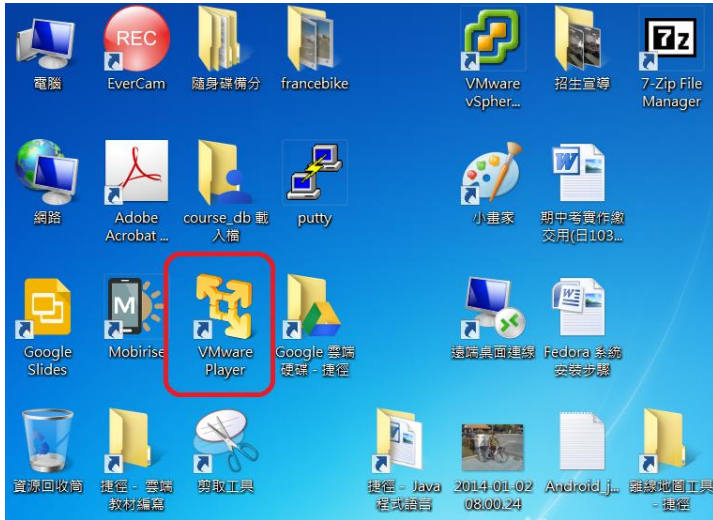 REC
7z
電腦
EverCam
隨身碟備分
francebike
VMware
vSpher...
招生宣導
7-Zip File
Manager
網路
Adobe
Acrobat ...
course_db 載
入檔
putty
小畫家
期中考實作繳
交用(日103...
Google
Slides
M
Mobirise
VMware
Player
Google 雲端
硬碟 - 捷徑
遠端桌面連線
Fedora 系統
安裝步驟
資源回收筒
捷徑 - 雲端
教材編寫
剪取工具
捷徑 - Java
程式語言
2014-01-02
08.00.24
Android_j...
離線地圖工具
- 捷徑